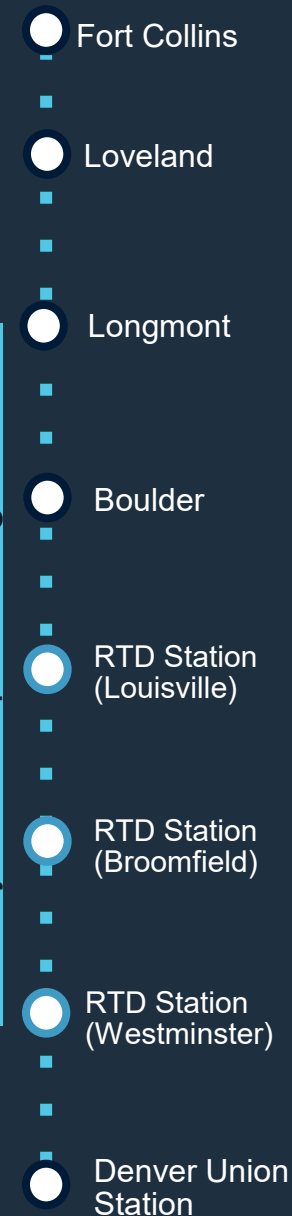 Fort Collins
Loveland
Longmont
Boulder
RTD Station
(Louisville)
RTD Station
(Broomfield)
RTD Station
(Westminster)
Denver Union
Station